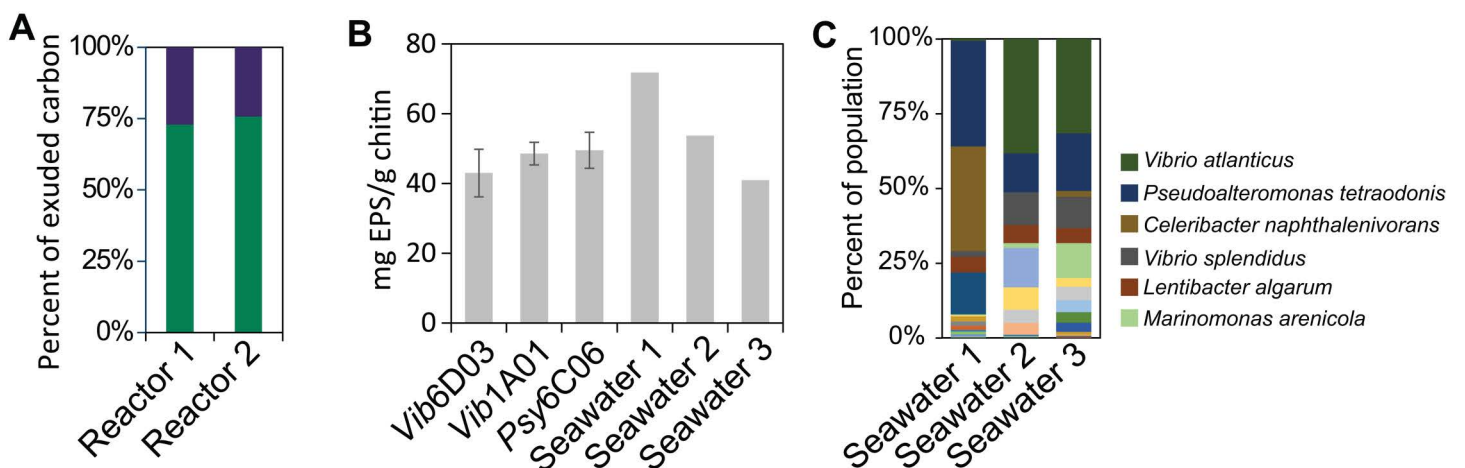 A
Percent of exuded carbon
100%
75%
50%
25%
0%
Reactor 1
Reactor 2
B
mg EPS/g chitin
80
60
40
20
0
Vib6D03
Vib1A01
Psy6C06
Seawater 1
Seawater 2
Seawater 3
C
Percent of population
100%
75%
50%
25%
0%
Seawater 1
Seawater 2
Seawater 3
Vibrio atlanticus
Pseudoalteromonas tetraodonis
Celeribacter naphthalenivorans
Vibrio splendidus
Lentibacter algarum
Marinomonas arenicola